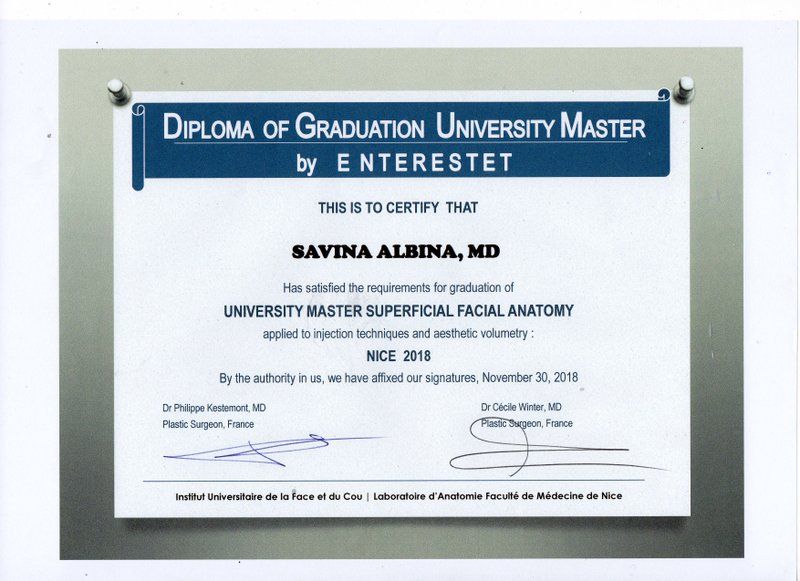 DIPLOMA OF GRADUATION UNIVERSITY MASTER
by ENTERESTET
THIS IS TO CERTIFY THAT
SAVINA ALBINA, MD
Has satisfied the requirements for graduation of
UNIVERSITY MASTER SUPERFICIAL FACIAL ANATOMY
applied to injection techniques and aesthetic volumetry :
NICE 2018
By the authority in us, we have affixed our signatures, November 30, 2018
Dr Philippe Kestemont, MD
Plastic Surgeon, France
Dr Cécile Winter, MD
Plastic Surgeon, France
Institut Universitaire de la Face et du Cou | Laboratoire d'Anatomie Faculté de Médecine de Nice